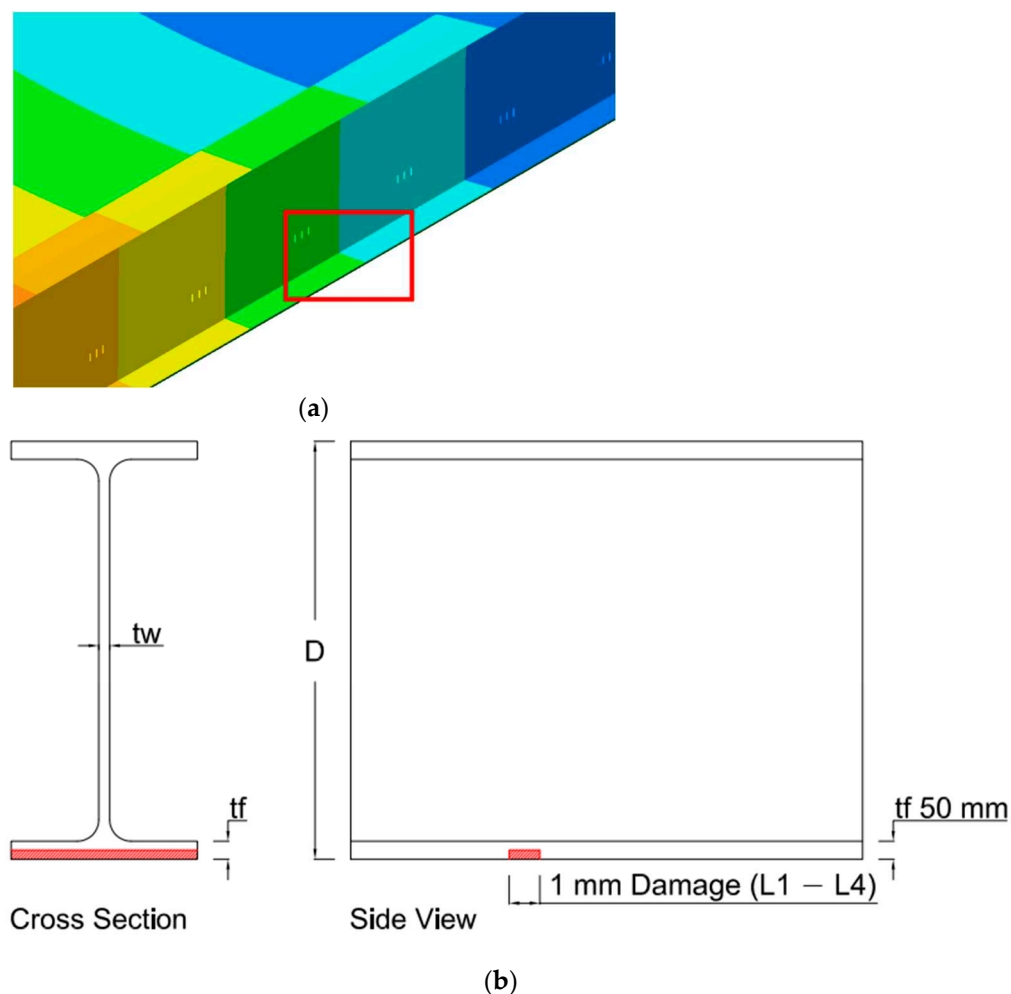 (a)
tw
D
tf
tf 50 mm
1 mm Damage (L1 – L4)
Cross Section
Side View
(b)